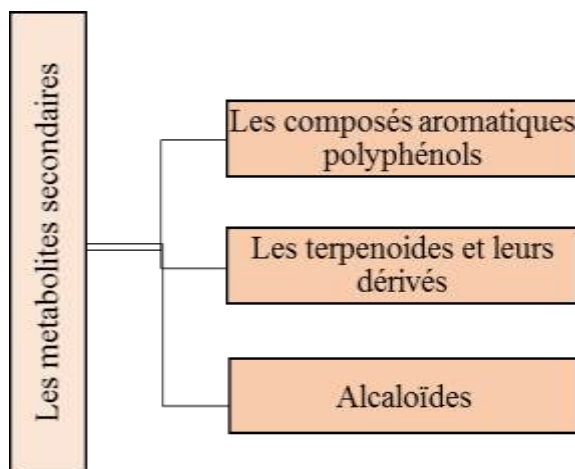 Les metabolites secondaires
Les composés aromatiques
polyphénols
Les terpenoides et leurs
dérivés
Alcaloïdes